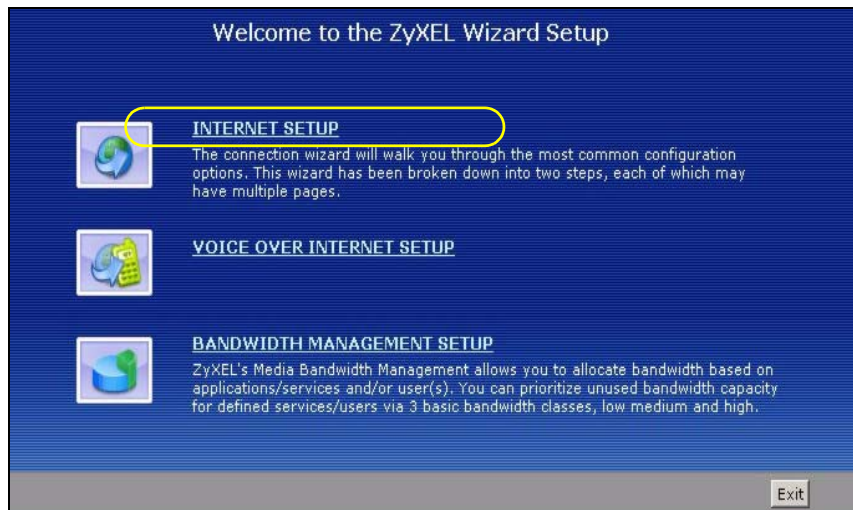 Welcome to the ZyXEL Wizard Setup
INTERNET SETUP
The connection wizard will walk you through the most common configuration
options. This wizard has been broken down into two steps, each of which may
have multiple pages.
VOICE OVER INTERNET SETUP
BANDWIDTH MANAGEMENT SETUP
ZyXEL's Media Bandwidth Management allows you to allocate bandwidth based on
applications/services and/or user(s). You can prioritize unused bandwidth capacity
for defined services/users via 3 basic bandwidth classes, low medium and high.
Exit